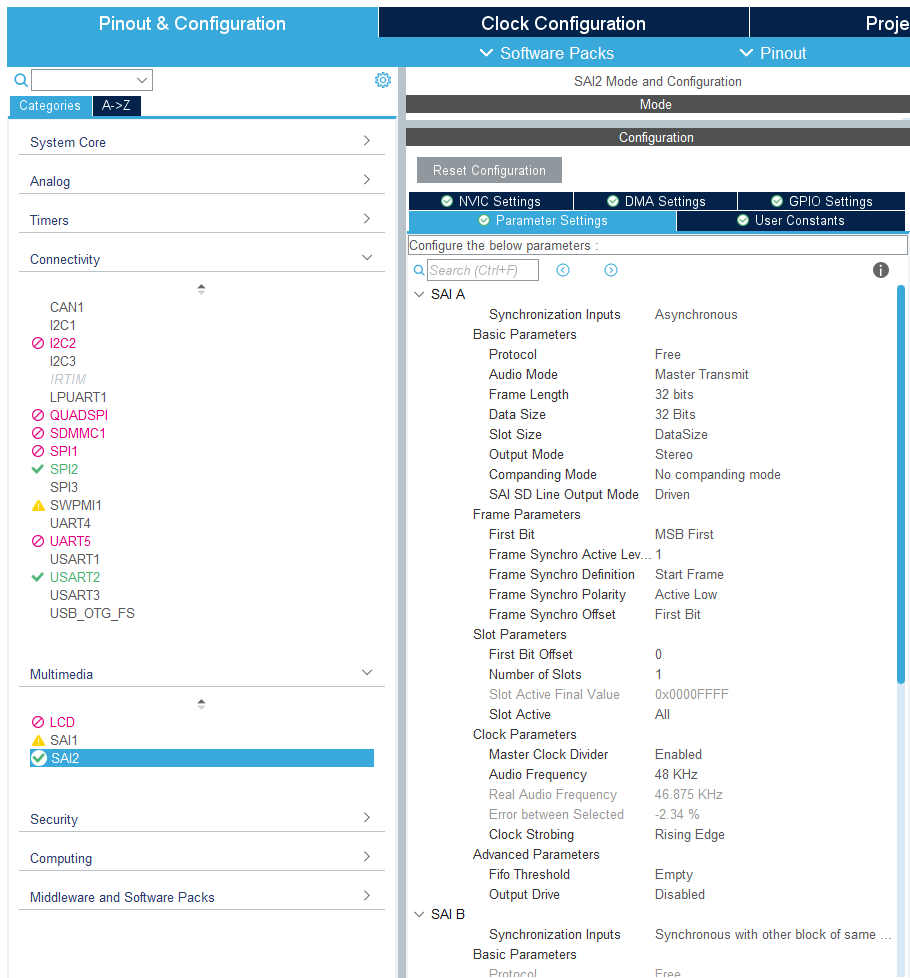 Pinout & Configuration
Clock Configuration
Proje
Software Packs
Pinout
Categories
A->Z
System Core
Analog
Timers
Connectivity
CAN1
I2C1
I2C2
I2C3
IRTIM
LPUART1
QUADSPI
SDMMC1
SPI1
SPI2
SPI3
SWPMI1
UART4
UART5
USART1
USART2
USART3
USB_OTG_FS
Multimedia
LCD
SAI1
SAI2
Security
Computing
Middleware and Software Packs
SAI2 Mode and Configuration
Mode
Configuration
Reset Configuration
NVIC Settings
DMA Settings
GPIO Settings
Parameter Settings
User Constants
Configure the below parameters :
Search (Ctrl+F)
SAI A
Synchronization Inputs Asynchronous
Basic Parameters
Protocol Free
Audio Mode Master Transmit
Frame Length 32 bits
Data Size 32 Bits
Slot Size DataSize
Output Mode Stereo
Companding Mode No companding mode
SAI SD Line Output Mode Driven
Frame Parameters
First Bit MSB First
Frame Synchro Active Lev... 1
Frame Synchro Definition Start Frame
Frame Synchro Polarity Active Low
Frame Synchro Offset First Bit
Slot Parameters
First Bit Offset 0
Number of Slots 1
Slot Active Final Value 0x0000FFFF
Slot Active All
Clock Parameters
Master Clock Divider Enabled
Audio Frequency 48 KHz
Real Audio Frequency 46.875 KHz
Error between Selected -2.34 %
Clock Strobing Rising Edge
Advanced Parameters
Fifo Threshold Empty
Output Drive Disabled
SAI B
Synchronization Inputs Synchronous with other block of same ...
Basic Parameters
Protocol Free